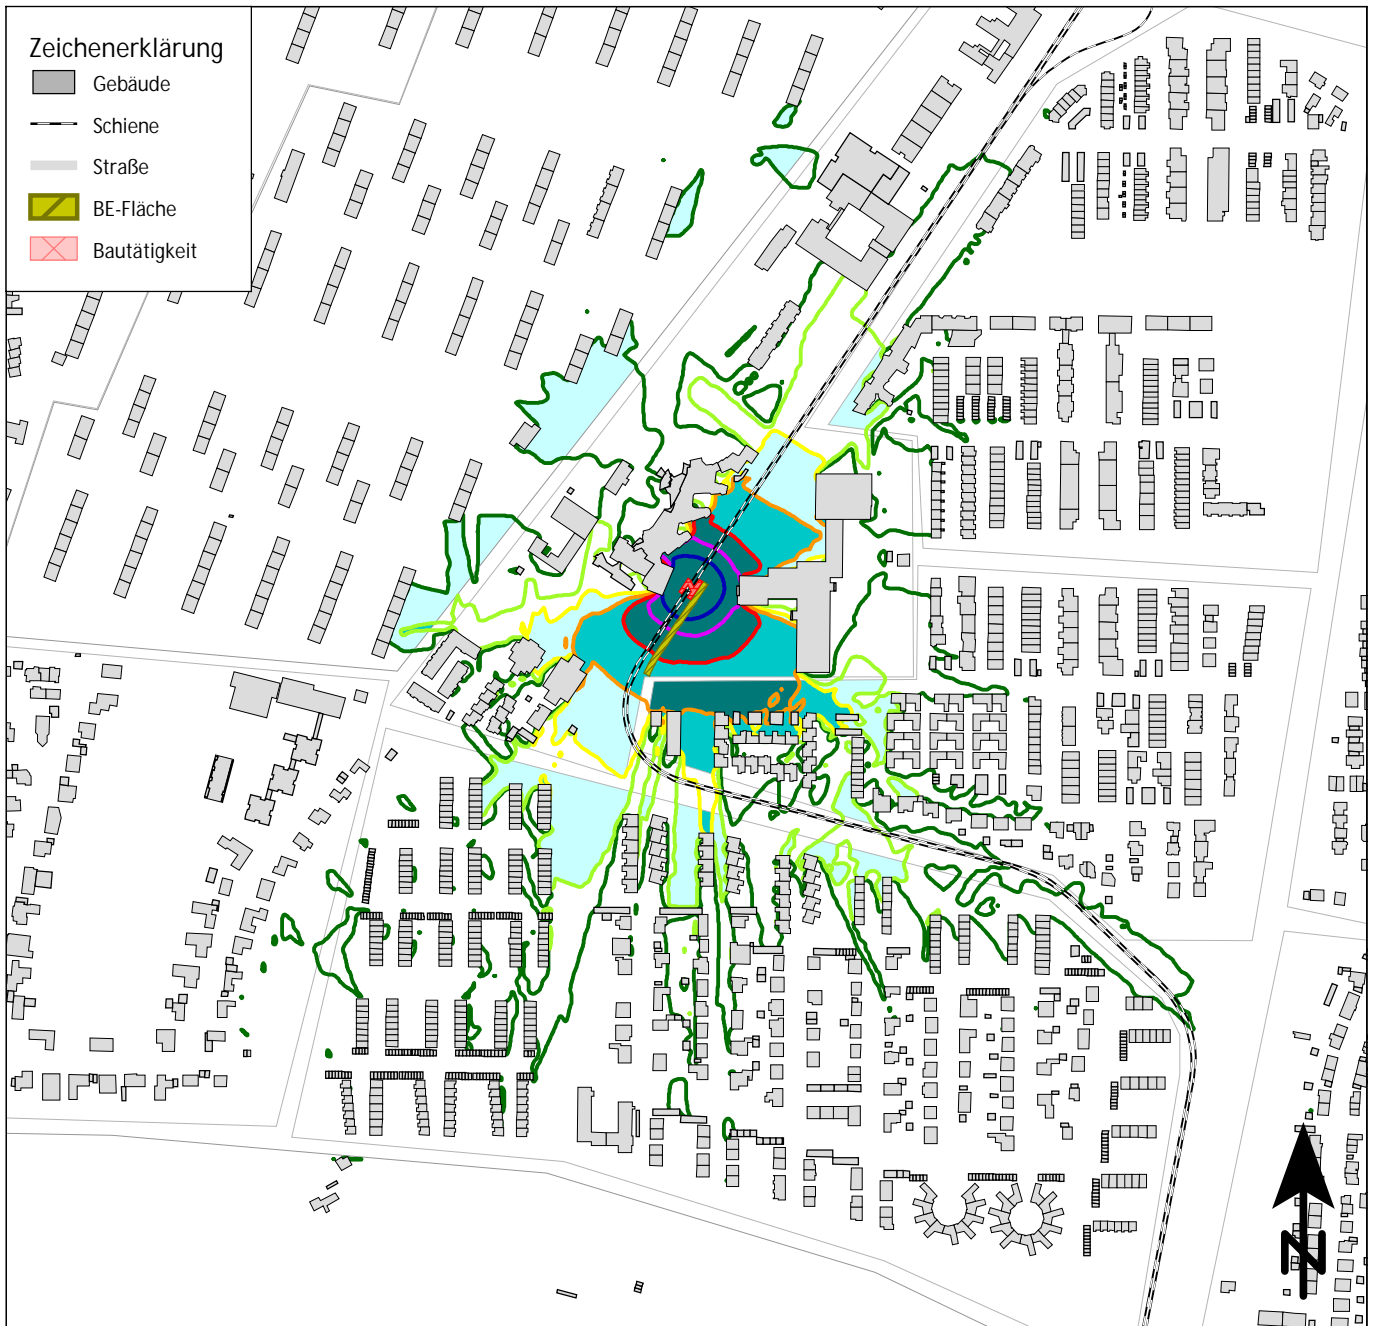 Zeichenerklärung
Gebäude
Schiene
Straße
BE-Fläche
Bautätigkeit
N